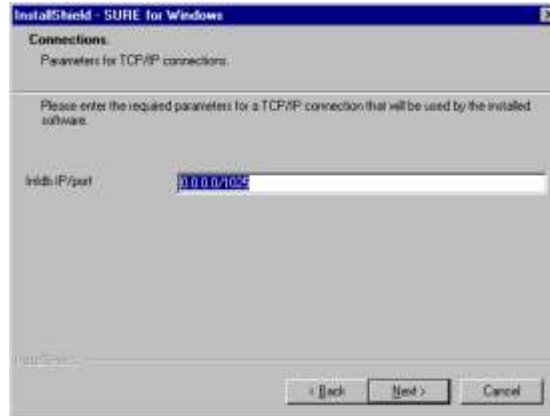 InstallShield - SURE for Windows
Connections.
Parameters for TCP/IP connections.
Please enter the required parameters for a TCP/IP connection that will be used by the installed
software.
IP/port
0.0.0.0/1025
InstallShield
< Back
Next >
Cancel